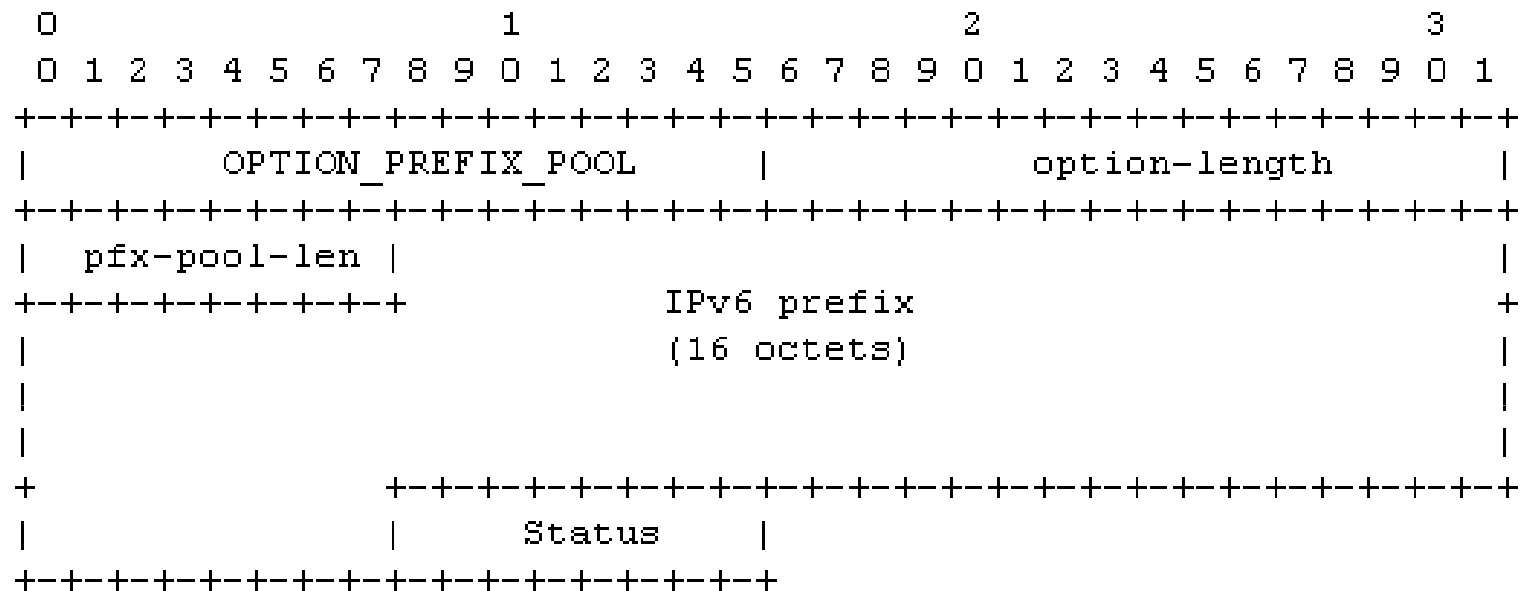 0                   1                   2                   3
 0 1 2 3 4 5 6 7 8 9 0 1 2 3 4 5 6 7 8 9 0 1 2 3 4 5 6 7 8 9 0 1
+-+-+-+-+-+-+-+-+-+-+-+-+-+-+-+-+-+-+-+-+-+-+-+-+-+-+-+-+-+-+-+-+
|        OPTION_PREFIX_POOL     |           option-length       |
+-+-+-+-+-+-+-+-+-+-+-+-+-+-+-+-+-+-+-+-+-+-+-+-+-+-+-+-+-+-+-+-+
|  pfx-pool-len |                                               |
+-+-+-+-+-+-+-+-+           IPv6 prefix                         +
|                           (16 octets)                         |
|                                                               |
|                                                               |
+               +-+-+-+-+-+-+-+-+-+-+-+-+-+-+-+-+-+-+-+-+-+-+-+-+
|               |     Status    |
+-+-+-+-+-+-+-+-+-+-+-+-+-+-+-+-+